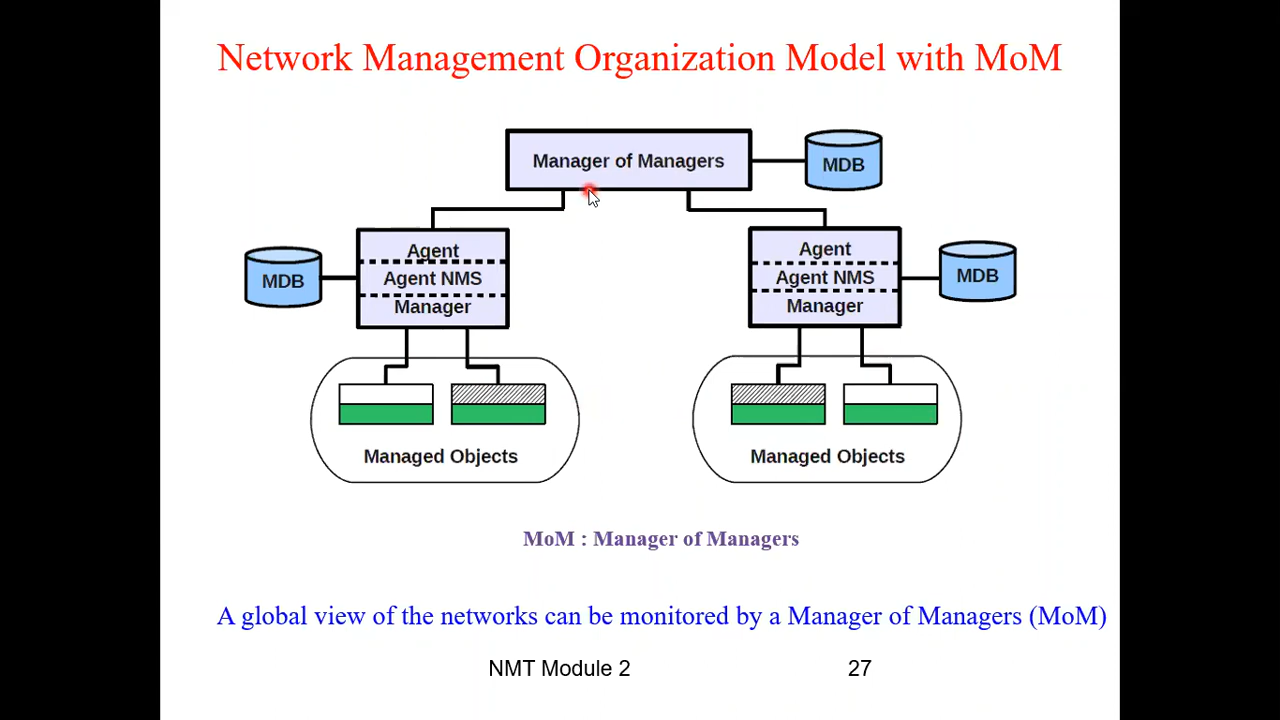 Network Management Organization Model with MoM
Manager of Managers
MDB
Agent
Agent NMS
Manager
MDB
Agent
Agent NMS
Manager
MDB
Managed Objects
Managed Objects
MoM : Manager of Managers
A global view of the networks can be monitored by a Manager of Managers (MoM)
NMT Module 2
27